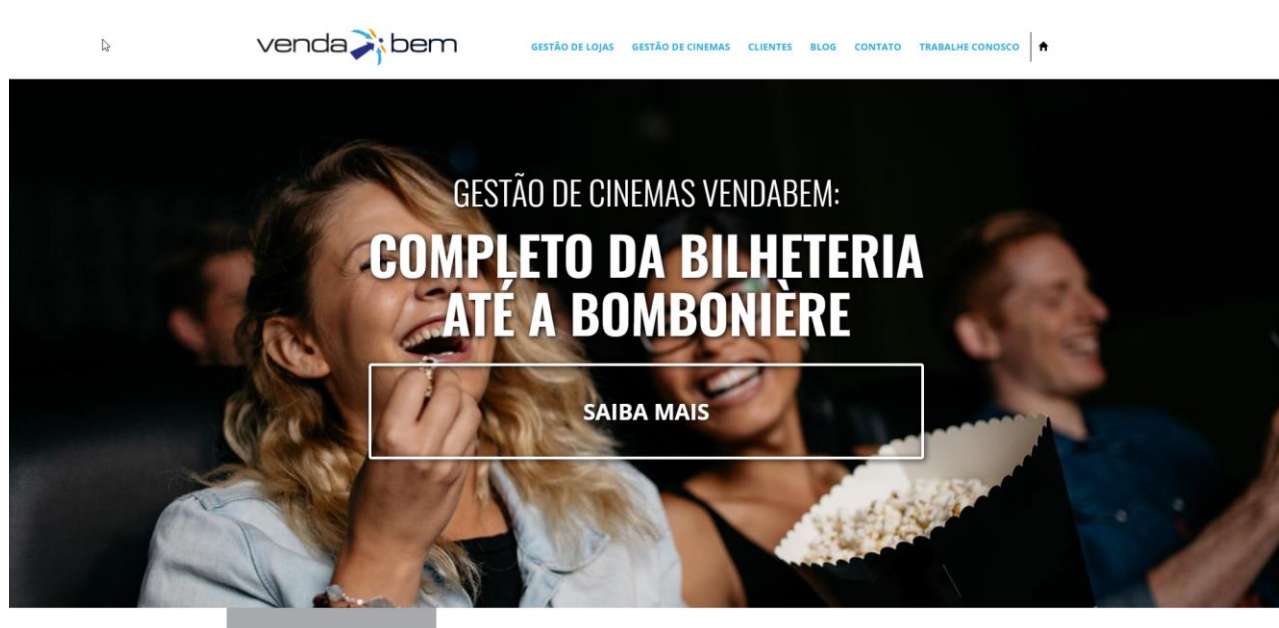 venda bem
GESTÃO DE LOJAS GESTÃO DE CINEMAS CLIENTES BLOG CONTATO TRABALHE CONOSCO
GESTÃO DE CINEMAS VENDABEM:
COMPLETO DA BILHETERIA
ATÉ A BOMBONIÈRE
SAIBA MAIS